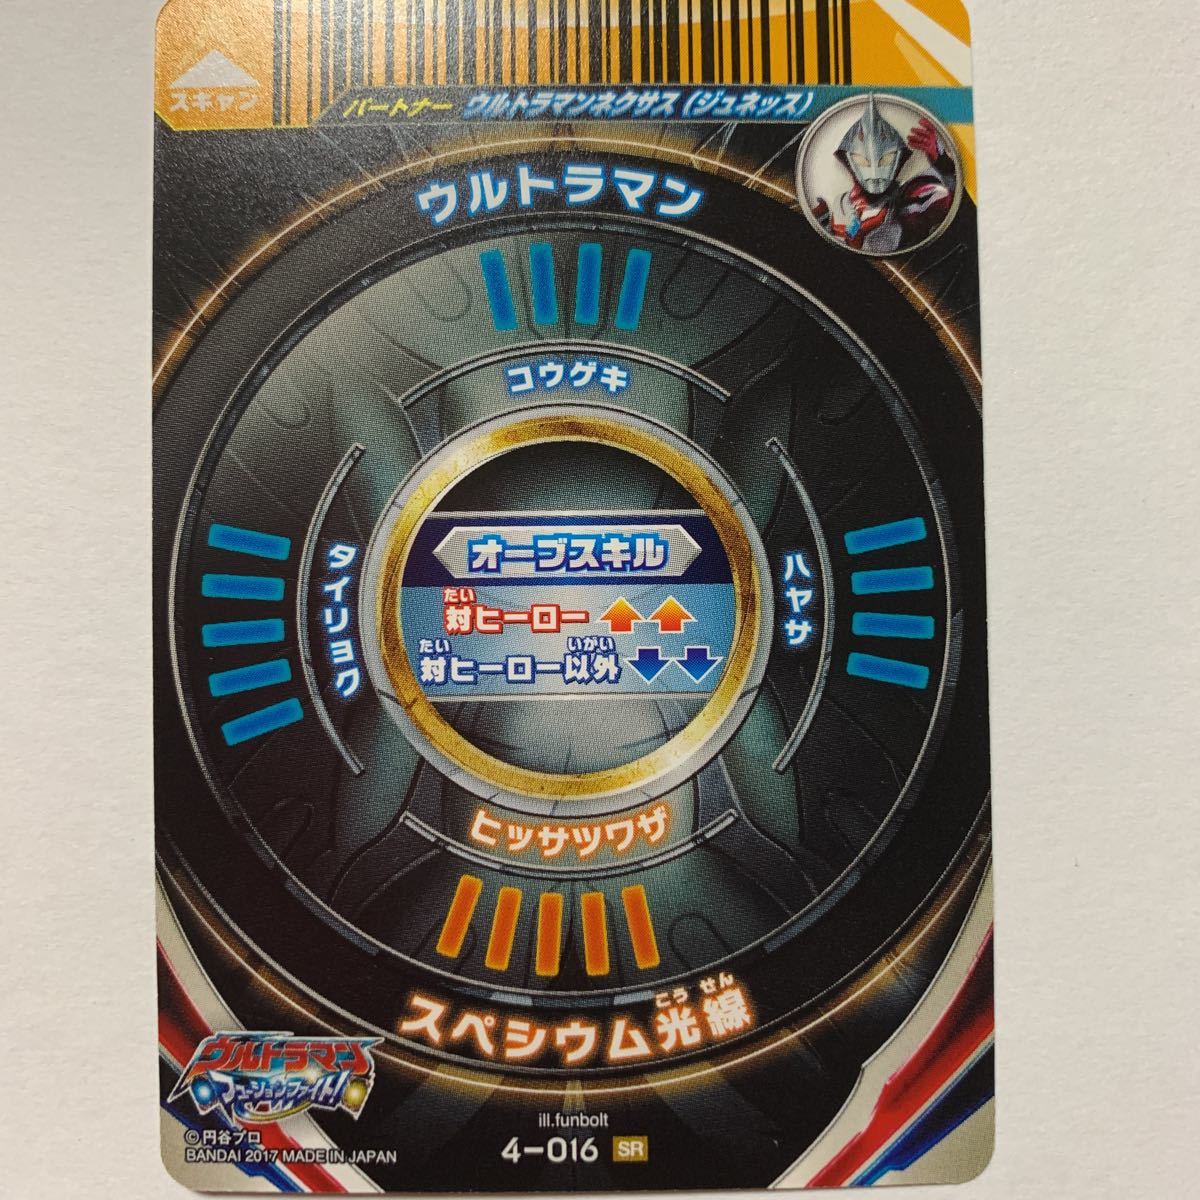 スキャン
パートナー ウルトラマンネクサス(ジュネッス)
ウルトラマン
コウゲキ
タイリョク
ハヤサ
オーブスキル
たい
対ヒーロー
たい いがい
対ヒーロー以外
ヒッサツワザ
こう せん
スペシウム光線
ウルトラマン
フュージョンファイト!
ill.funbolt
©円谷プロ
BANDAI 2017 MADE IN JAPAN
4-016 SR